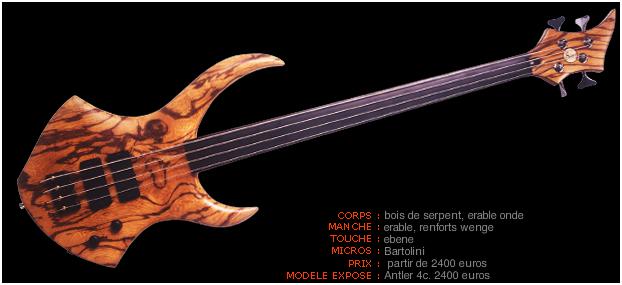 CORPS : bois de serpent, erable onde
MANCHE : erable, renforts wenge
TOUCHE : ebene
MICROS : Bartolini
PRIX : partir de 2400 euros
MODELE EXPOSE : Antler 4c. 2400 euros